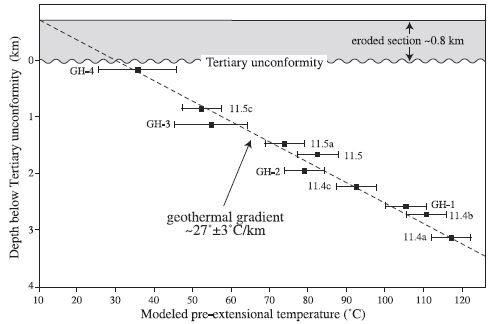 eroded section ~0.8 km
Tertiary unconformity
0
GH-4
11.5c
GH-3
1
11.5a
11.5
GH-2
2
11.4c
GH-1
11.4b
geothermal gradient
~27˚±3˚C/km
11.4a
3
4
10 20 30 40 50 60 70 80 90 100 110 120
Modeled pre-extensional temperature (˚C)
Depth below Tertiary unconformity (km)